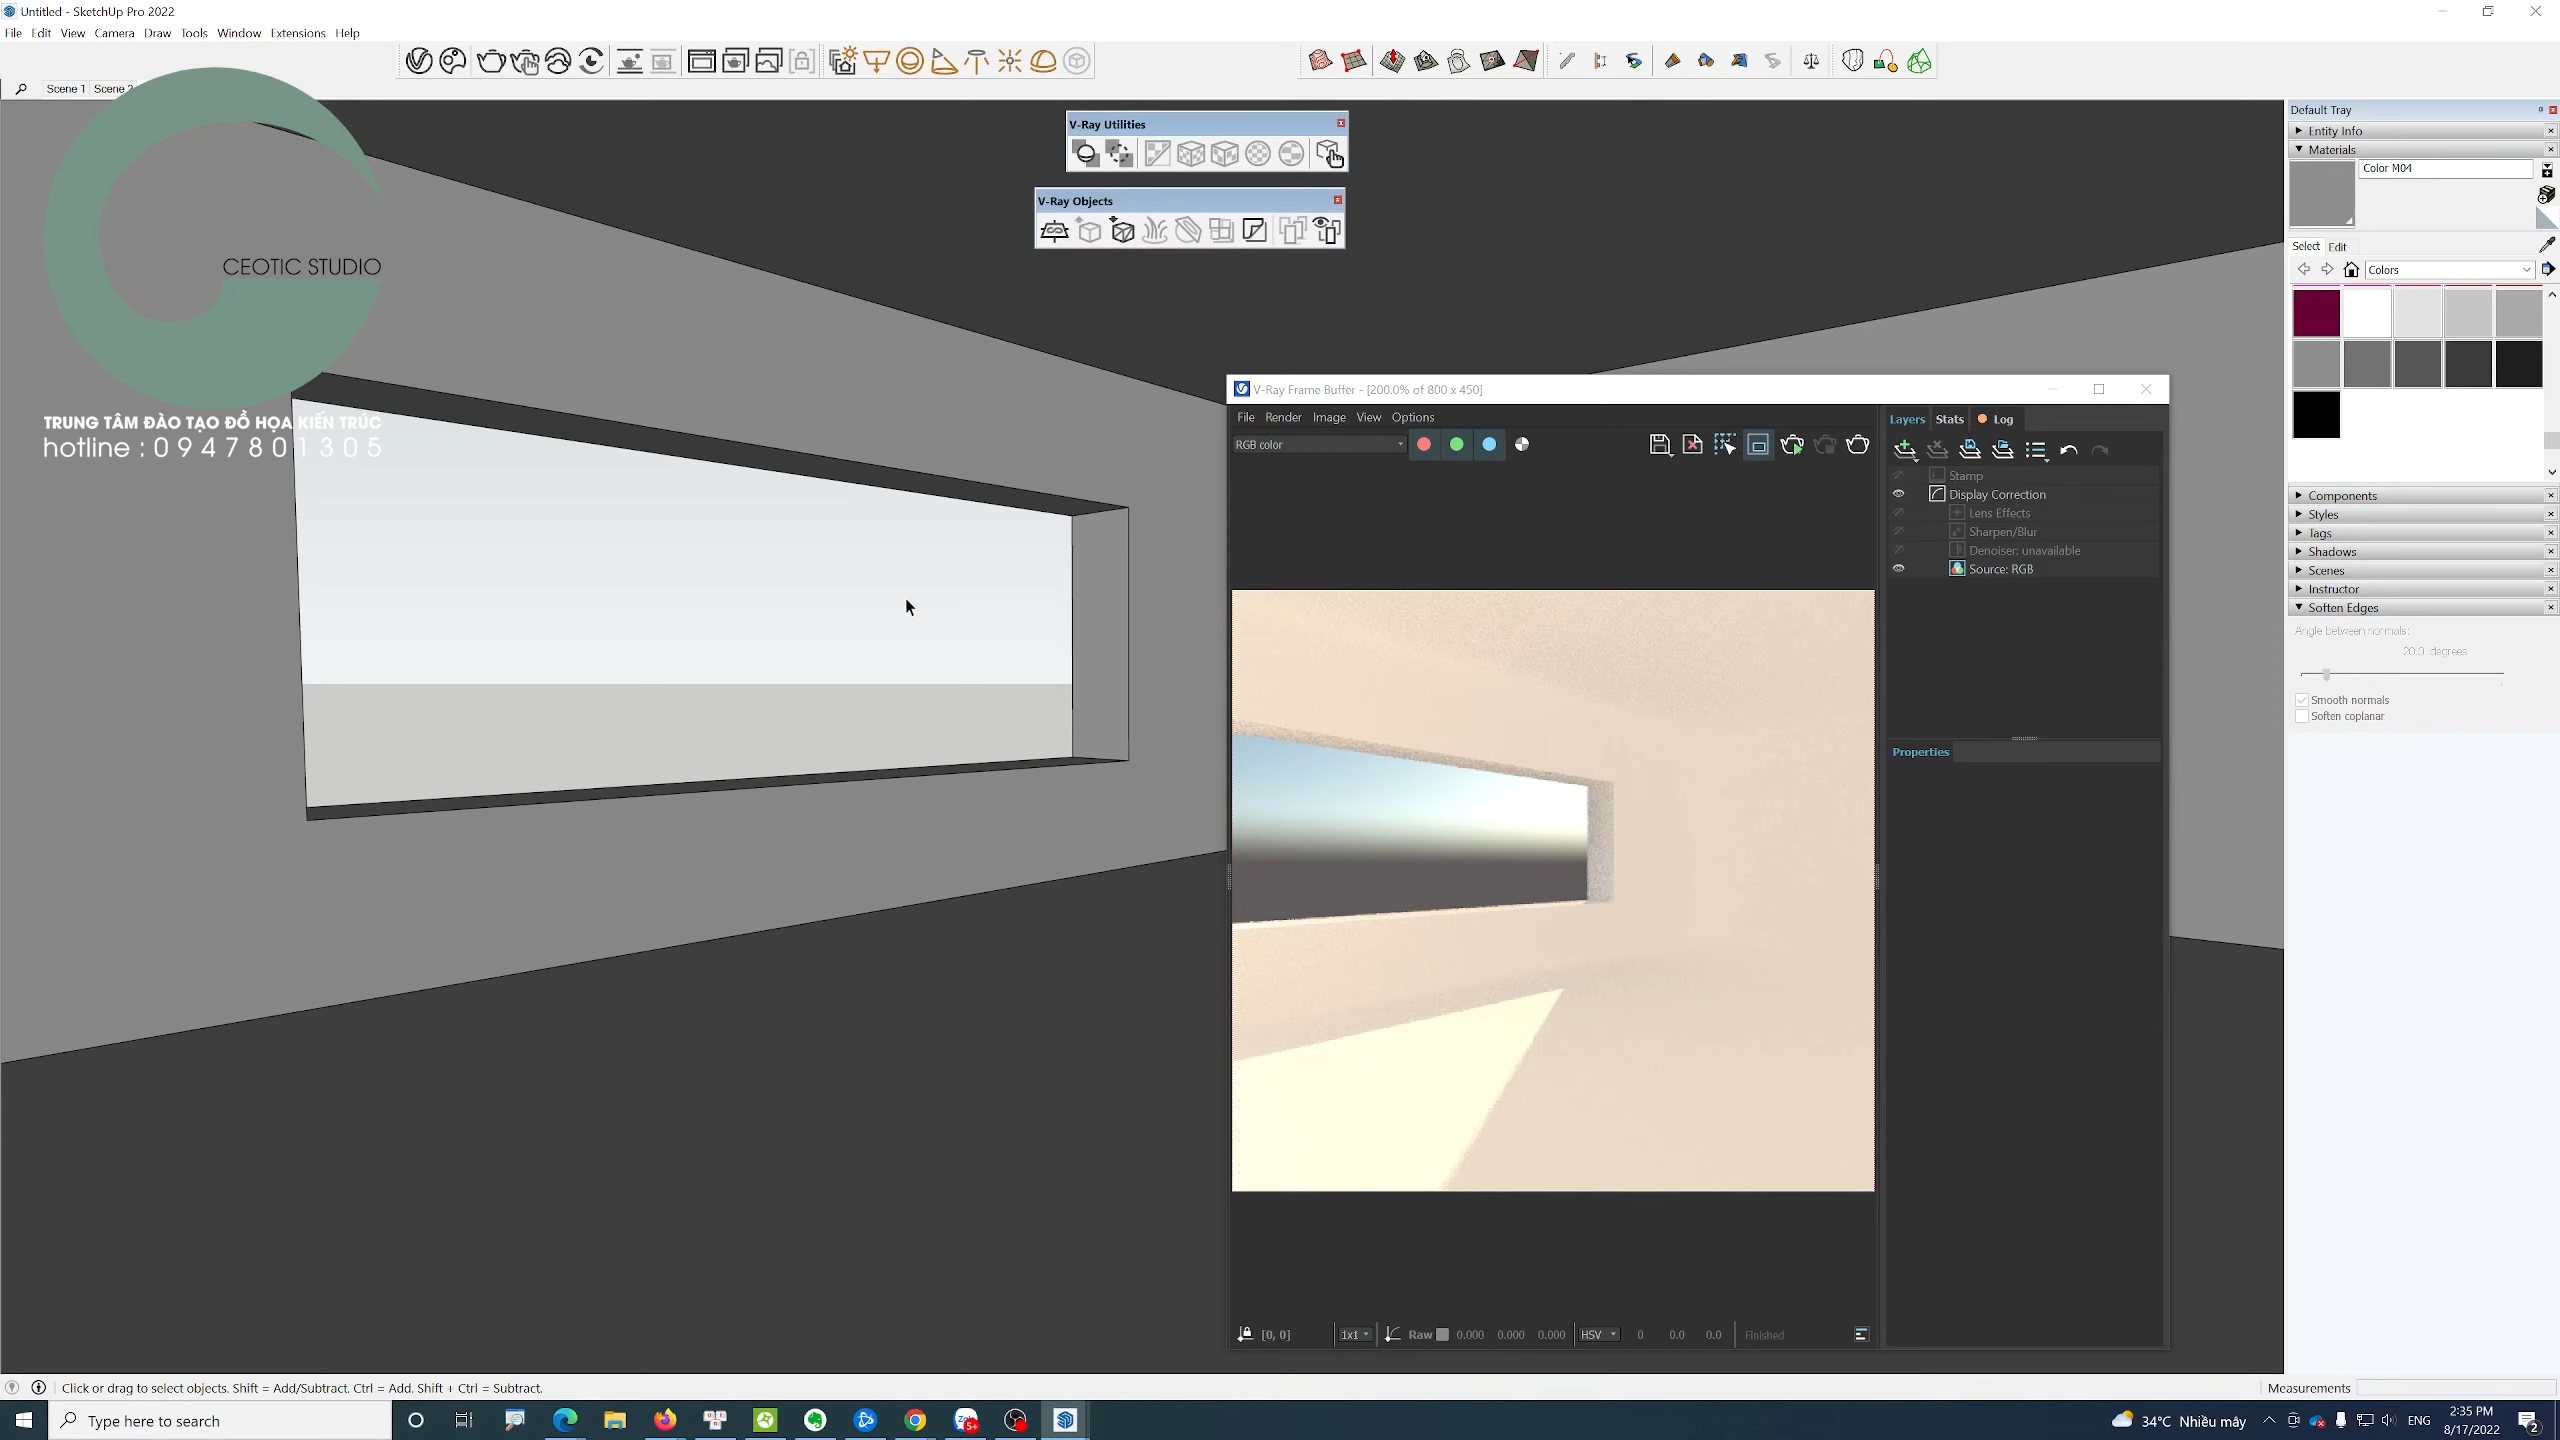 Untitled - SketchUp Pro 2022
File Edit View Camera Draw Tools Window Extensions Help
Scene 1 Scene 2
Default Tray
Entity Info
Materials
Color M04
Select Edit
Colors
Components
Styles
Tags
Shadows
Scenes
Instructor
Soften Edges
Angle between normals:
20.0 degrees
Smooth normals
Soften coplanar
V-Ray Utilities
V-Ray Objects
CEOTIC STUDIO
TRUNG TÂM ĐÀO TẠO ĐỒ HỌA KIẾN TRÚC
hotline : 0 9 4 7 8 0 1 3 0 5
V-Ray Frame Buffer - [200.0% of 800 x 450]
File Render Image View Options
RGB color
Layers Stats Log
Stamp
Display Correction
Lens Effects
Sharpen/Blur
Denoiser: unavailable
Source: RGB
Properties
[0, 0] 1x1 Raw 0.000 0.000 0.000 HSV 0 0.0 0.0 Finished
Click or drag to select objects. Shift = Add/Subtract. Ctrl = Add. Shift + Ctrl = Subtract.
Measurements
Type here to search
34°C Nhiều mây
ENG
2:35 PM
8/17/2022
2